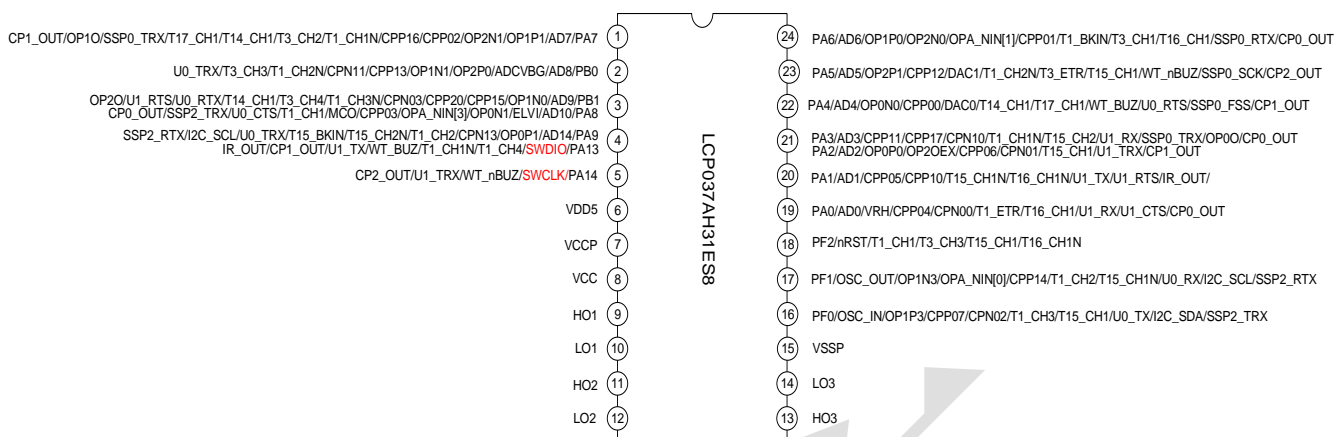 CP1_OUT/OP1O/SSP0_TRX/T17_CH1/T14_CH1/T3_CH2/T1_CH1N/CPP16/CPP02/OP2N1/OP1P1/AD7/PA7 1
U0_TRX/T3_CH3/T1_CH2N/CPN11/CPP13/OP1N1/OP2P0/ADCVBG/AD8/PB0 2
OP2O/U1_RTS/U0_RTX/T14_CH1/T3_CH4/T1_CH3N/CPN03/CPP20/CPP15/OP1N0/AD9/PB1 3
CP0_OUT/SSP2_TRX/U0_CTS/T1_CH1/MCO/CPP03/OPA_NIN[3]/OP0N1/ELVI/AD10/PA8
SSP2_RTX/I2C_SCL/U0_TRX/T15_BKIN/T15_CH2N/T1_CH2/CPN13/OP0P1/AD14/PA9 4
IR_OUT/CP1_OUT/U1_TX/WT_BUZ/T1_CH1N/T1_CH4/SWDIO/PA13
CP2_OUT/U1_TRX/WT_nBUZ/SWCLK/PA14 5
VDD5 6
VCCP 7
VCC 8
HO1 9
LO1 10
HO2 11
LO2 12
LCP037AH31ES8
24 PA6/AD6/OP1P0/OP2N0/OPA_NIN[1]/CPP01/T1_BKIN/T3_CH1/T16_CH1/SSP0_RTX/CP0_OUT
23 PA5/AD5/OP2P1/CPP12/DAC1/T1_CH2N/T3_ETR/T15_CH1/WT_nBUZ/SSP0_SCK/CP2_OUT
22 PA4/AD4/OP0N0/CPP00/DAC0/T14_CH1/T17_CH1/WT_BUZ/U0_RTS/SSP0_FSS/CP1_OUT
21 PA3/AD3/CPP11/CPP17/CPN10/T1_CH1N/T15_CH2/U1_RX/SSP0_TRX/OP0O/CP0_OUT
PA2/AD2/OP0P0/OP2OEX/CPP06/CPN01/T15_CH1/U1_TRX/CP1_OUT
20 PA1/AD1/CPP05/CPP10/T15_CH1N/T16_CH1N/U1_TX/U1_RTS/IR_OUT/
19 PA0/AD0/VRH/CPP04/CPN00/T1_ETR/T16_CH1/U1_RX/U1_CTS/CP0_OUT
18 PF2/nRST/T1_CH1/T3_CH3/T15_CH1/T16_CH1N
17 PF1/OSC_OUT/OP1N3/OPA_NIN[0]/CPP14/T1_CH2/T15_CH1N/U0_RX/I2C_SCL/SSP2_RTX
16 PF0/OSC_IN/OP1P3/CPP07/CPN02/T1_CH3/T15_CH1/U0_TX/I2C_SDA/SSP2_TRX
15 VSSP
14 LO3
13 HO3